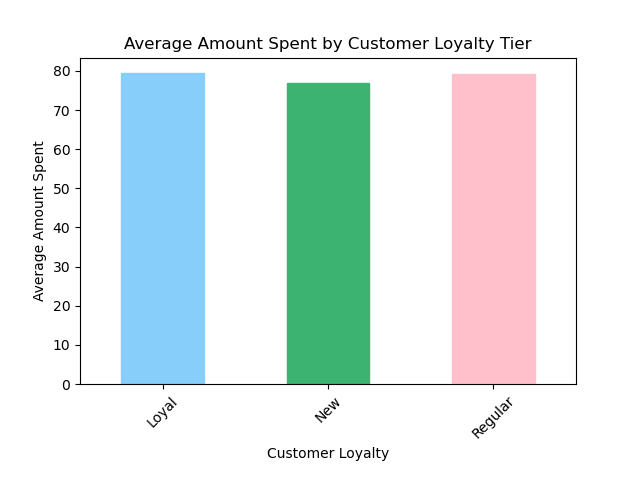 Average Amount Spent by Customer Loyalty Tier
Average Amount Spent
80
70
60
50
40
30
20
10
0
Loyal
New
Regular
Customer Loyalty